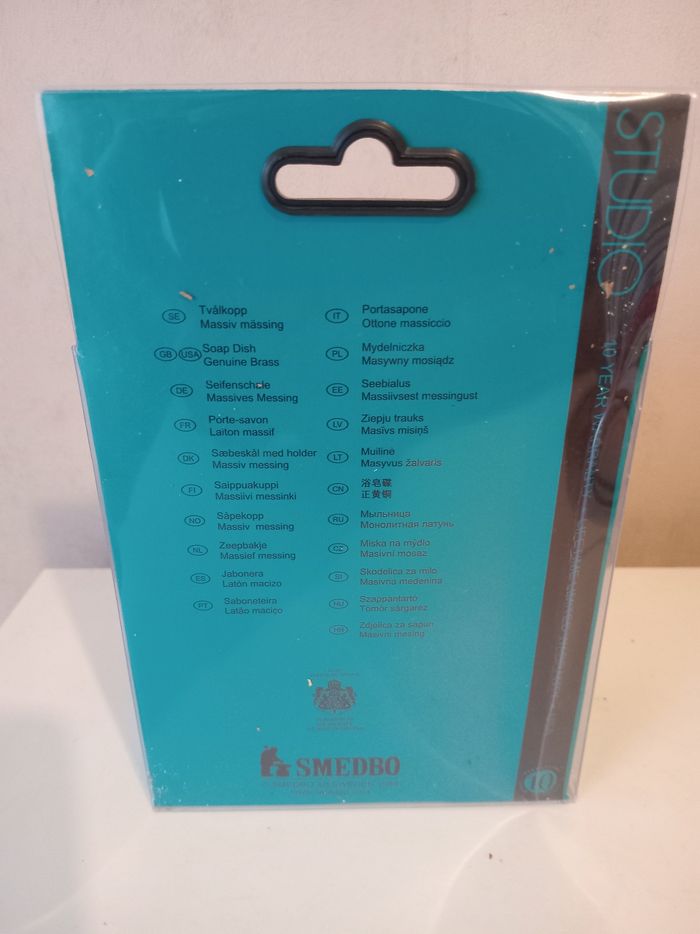 STUDIO
10 YEAR
SE
Tvålkopp
Massiv mässing
GB USA
Soap Dish
Genuine Brass
DE
Seifenschale
Massives Messing
FR
Porte-savon
Laiton massif
DK
Sæbeskål med holder
Massiv messing
FI
Saippuakuppi
Massiivi messinki
NO
Såpekopp
Massiv messing
NL
Zeepbakje
Massief messing
ES
Jabonera
Latón macizo
PT
Saboneteira
Latão maciço
IT
Portasapone
Ottone massiccio
PL
Mydelniczka
Masywny mosiądz
EE
Seebialus
Massiivsest messingust
LV
Ziepju trauks
Masīvs misiņš
LT
Muilinė
Masyvus žalvaris
CN
浴皂碟
正黄铜
RU
Мыльница
Монолитная латунь
CZ
Miska na mýdlo
Masivní mosaz
SI
Skodelica za milo
Masivna medenina
HU
Szappantartó
Tömör sárgaréz
HR
Zdjelica za sapun
Masivni mesing
SMEDBO
10